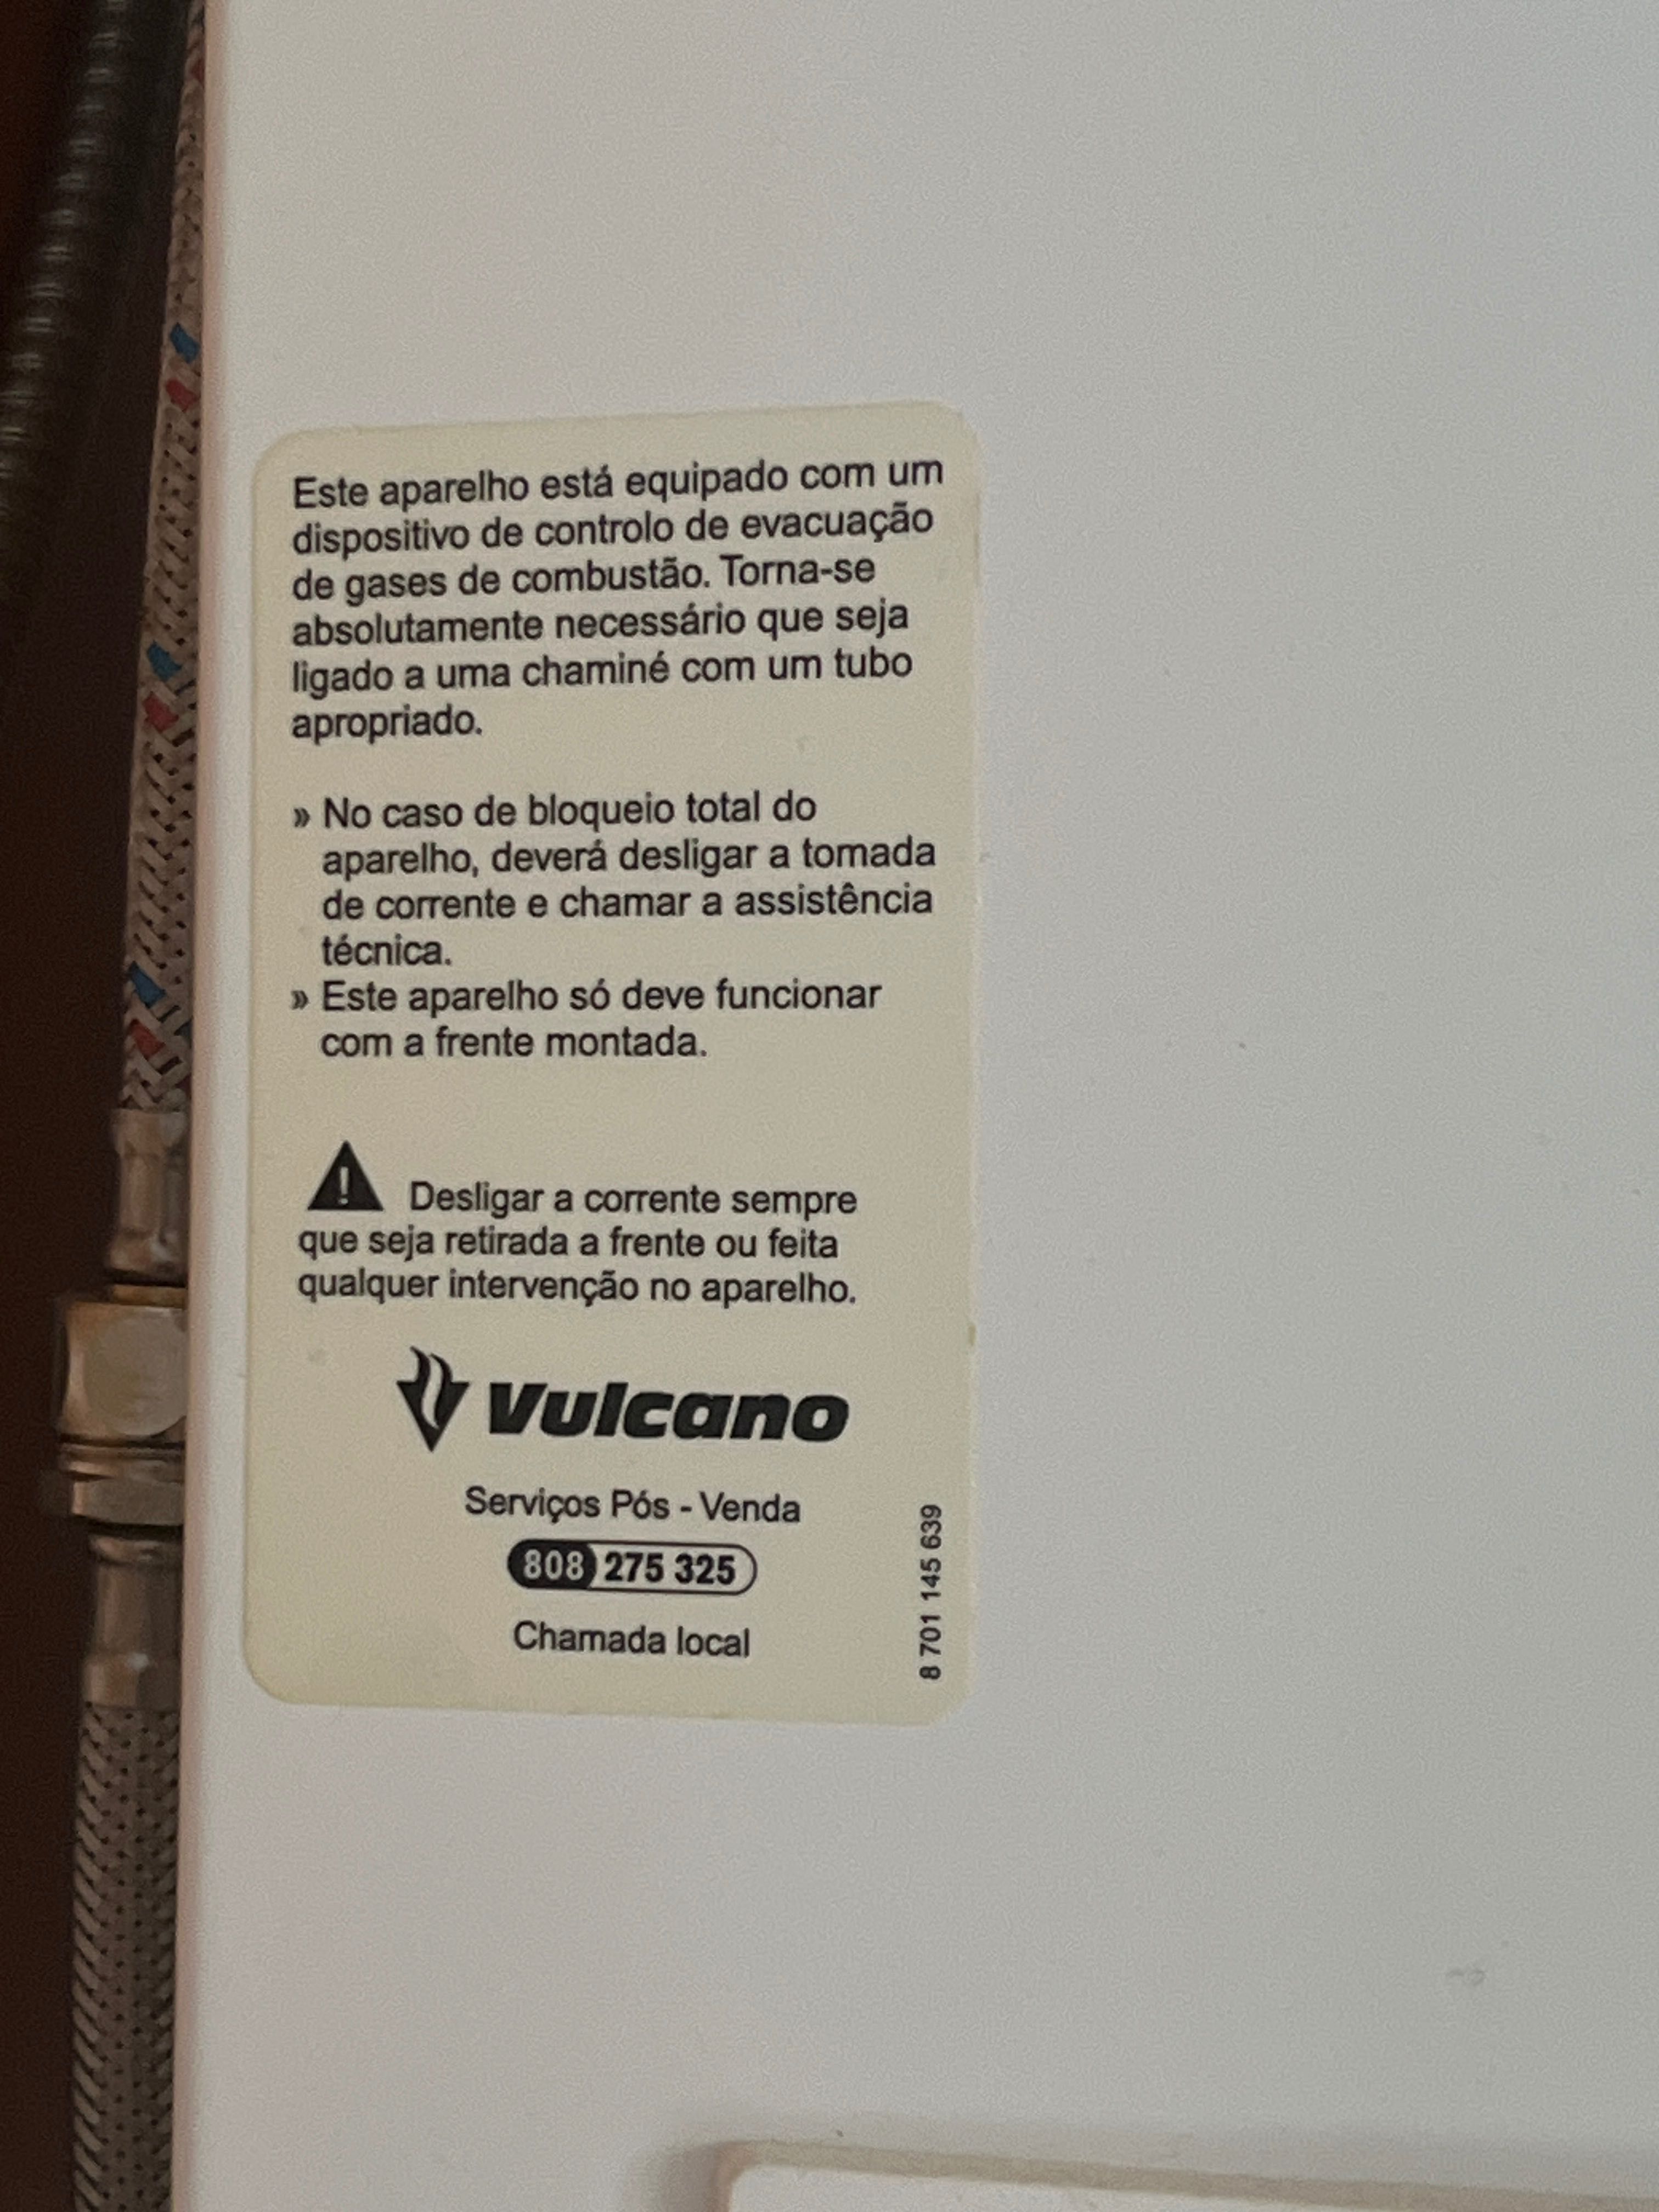 Este aparelho está equipado com um
dispositivo de controlo de evacuação
de gases de combustão. Torna-se
absolutamente necessário que seja
ligado a uma chaminé com um tubo
apropriado.
» No caso de bloqueio total do
aparelho, deverá desligar a tomada
de corrente e chamar a assistência
técnica.
» Este aparelho só deve funcionar
com a frente montada.
Desligar a corrente sempre
que seja retirada a frente ou feita
qualquer intervenção no aparelho.
Vulcano
Serviços Pós - Venda
808 275 325
Chamada local
8 701 145 639